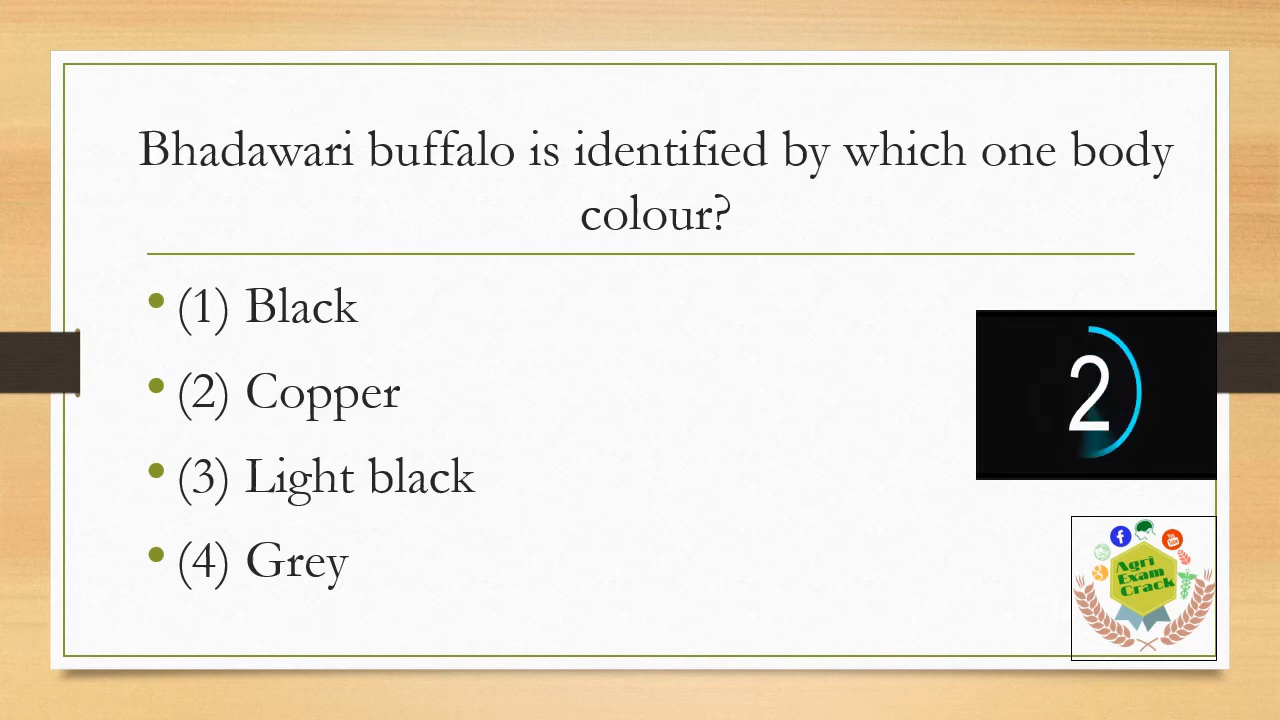 Bhadawari buffalo is identified by which one body
colour?
• (1) Black
• (2) Copper
• (3) Light black
• (4) Grey
2
Agri
Exam
Crack